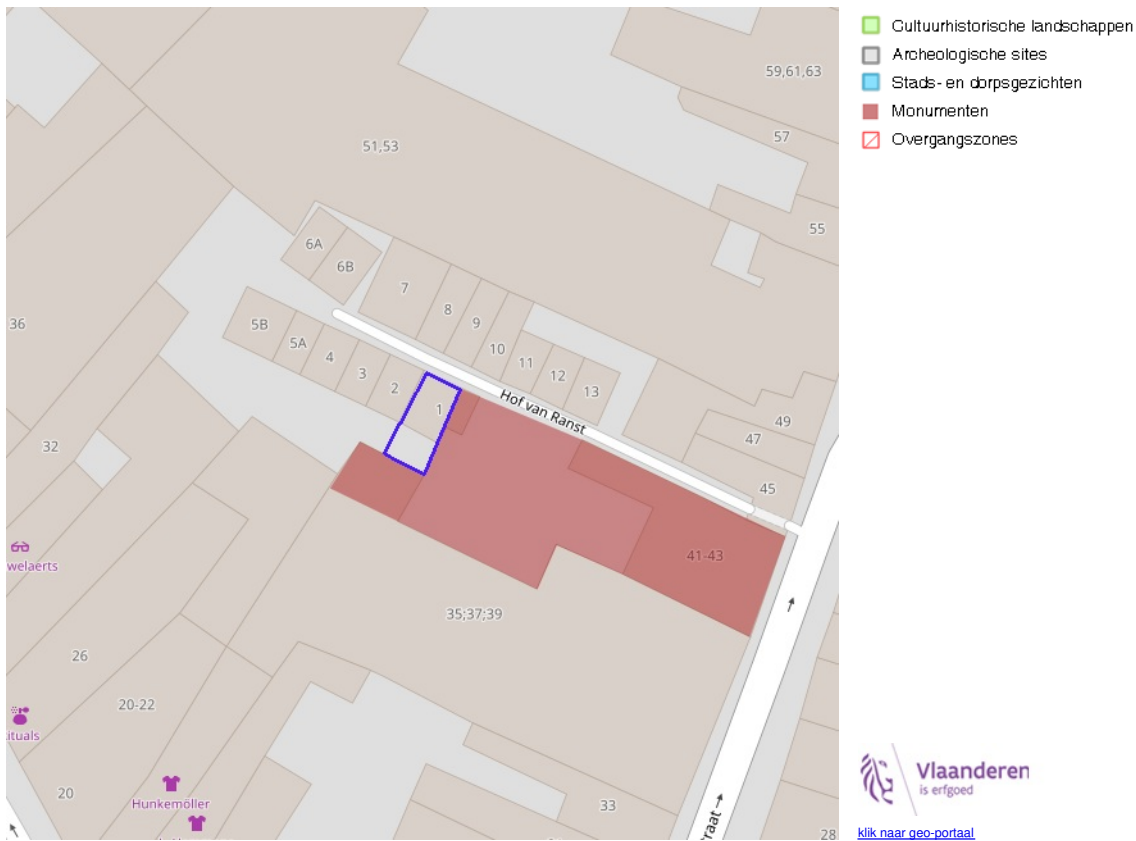 Cultuurhistorische landschappen
Archeologische sites
Stads- en dorpsgezichten
Monumenten
Overgangszones
59,61,63
57
51,53
55
6A
6B
7
8
9
10
11
12
13
5B
5A
4
3
2
1
Hof van Ranst
36
32
49
47
45
41-43
welaerts
35;37;39
26
20-22
ituals
20
Hunkemöller
33
raat
28
Vlaanderen
is erfgoed
klik naar geo-portaal